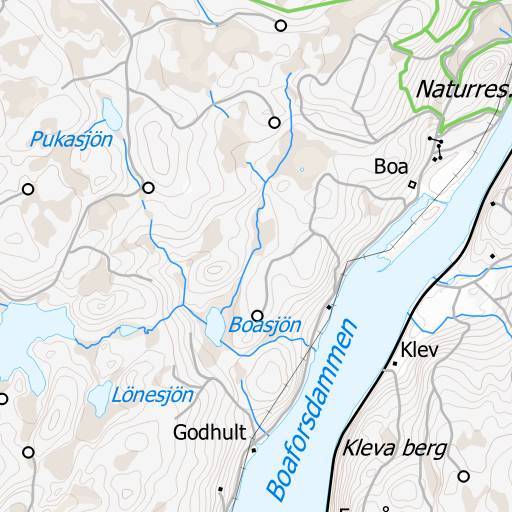 Naturres.
Pukasjön
Boa
Boasjön
Boaforsdammen
Klev
Lönesjön
Godhult
Kleva berg